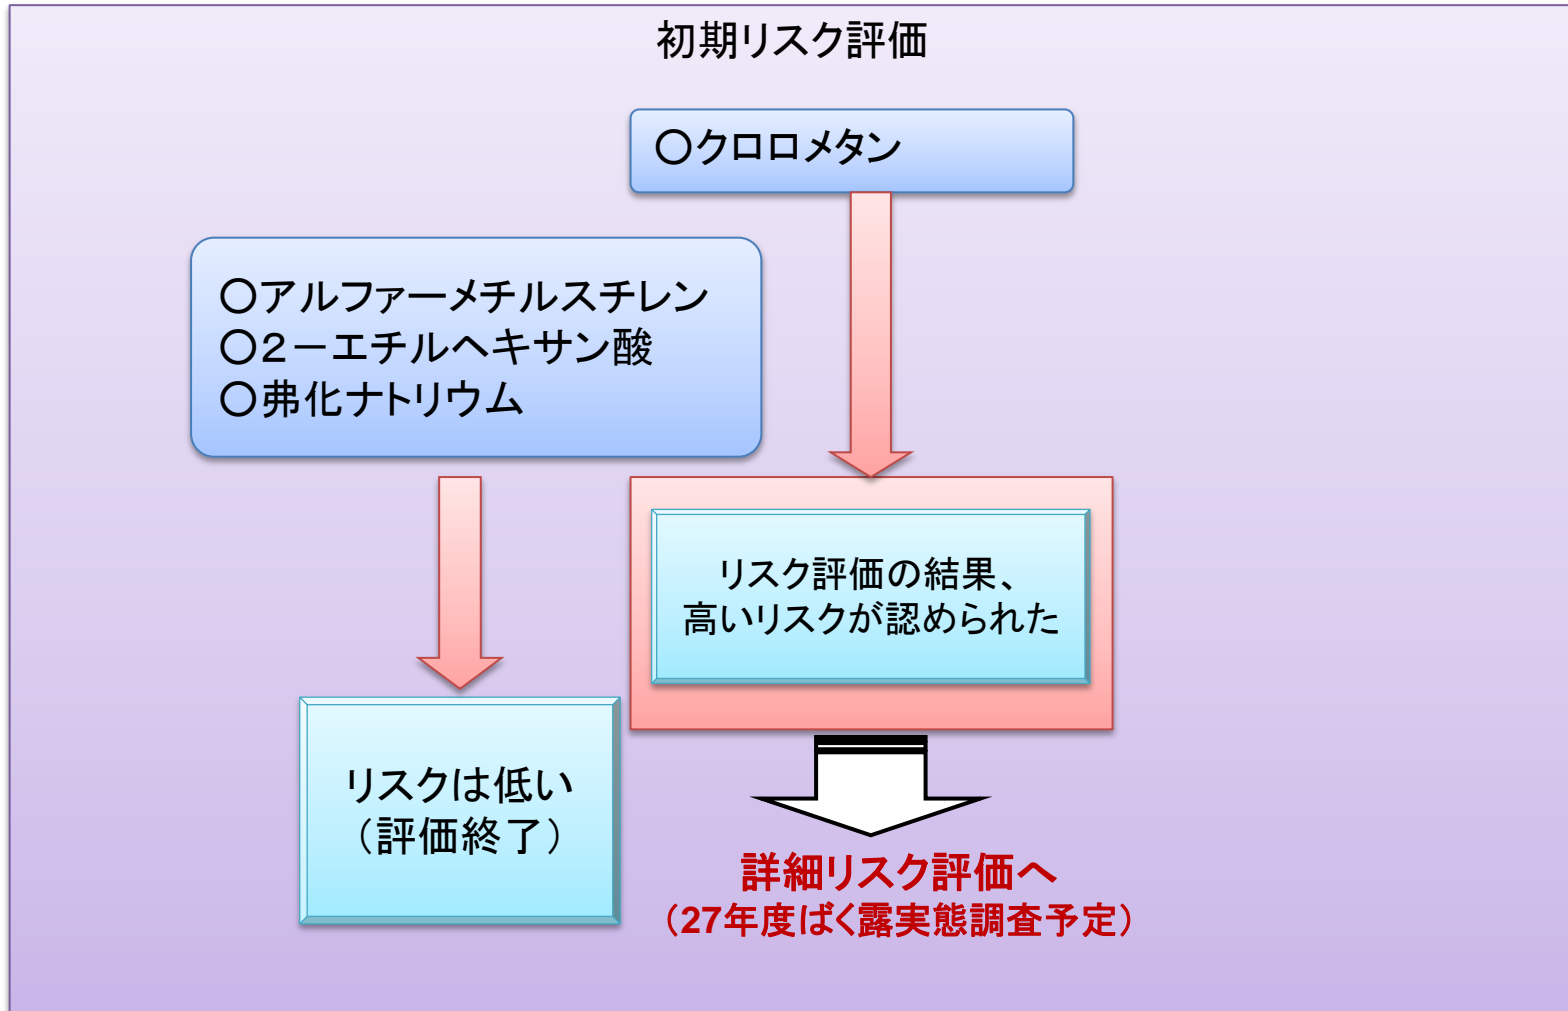 初期リスク評価
○クロロメタン
○アルファーメチルスチレン
○2－エチルヘキサン酸
○弗化ナトリウム
リスク評価の結果、
高いリスクが認められた
リスクは低い
（評価終了）
詳細リスク評価へ
（27年度ばく露実態調査予定）